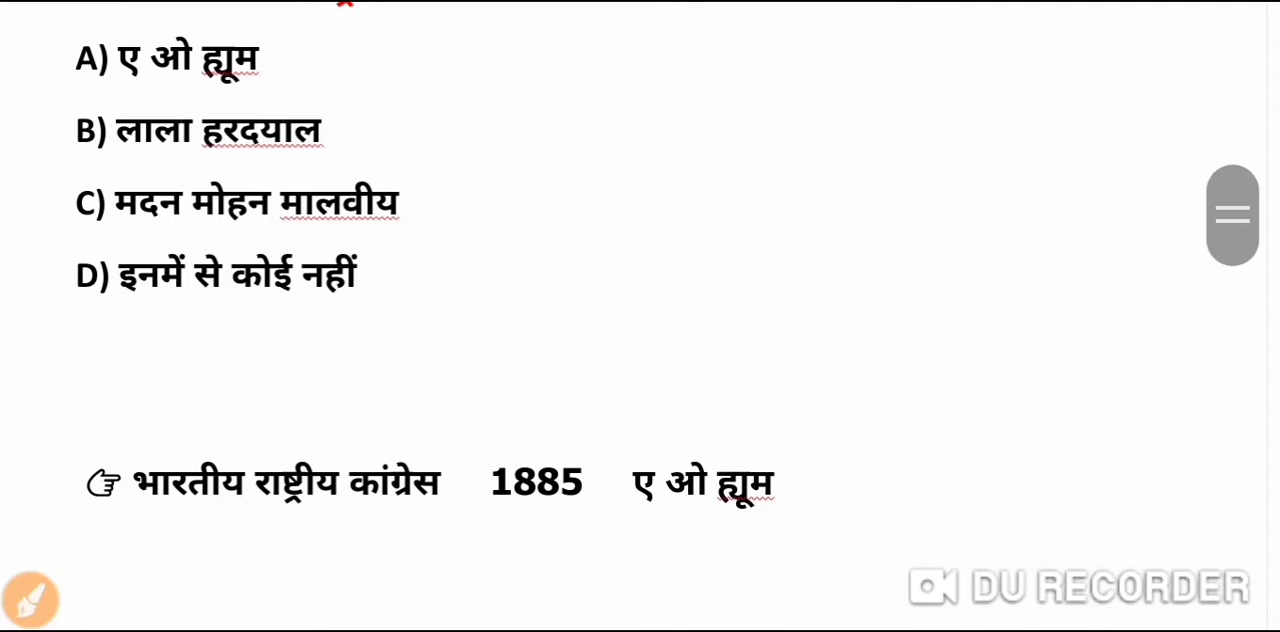 A) ए ओ ह्यूम
B) लाला हरदयाल
C) मदन मोहन मालवीय
D) इनमें से कोई नहीं
👉 भारतीय राष्ट्रीय कांग्रेस 1885 ए ओ ह्यूम
DU RECORDER